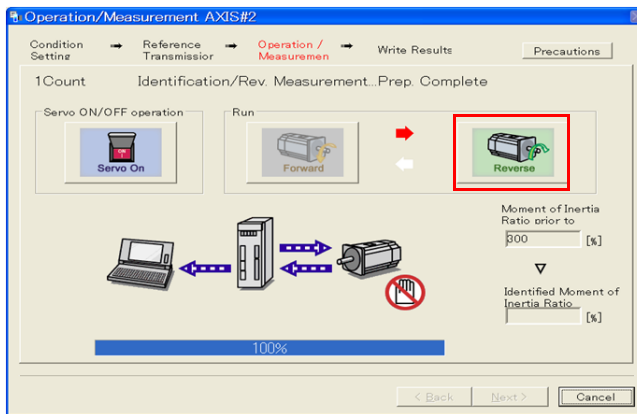 Operation/Measurement AXIS#2
Condition Setting
Reference Transmissior
Operation / Measuremen
Write Results
Precautions
1Count Identification/Rev. Measurement...Prep. Complete
Servo ON/OFF operation
Run
ON
Servo On
Forward
Reverse
Moment of Inertia
Ratio prior to
300 [%]
Identified Moment of
Inertia Ratio
[%]
100%
< Back
Next >
Cancel